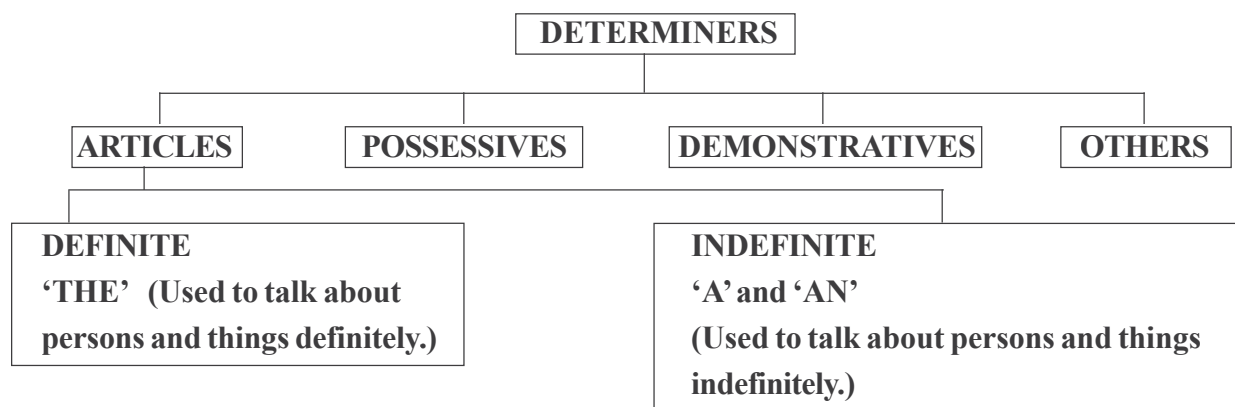 DETERMINERS
ARTICLES POSSESSIVES DEMONSTRATIVES OTHERS
DEFINITE
‘THE’ (Used to talk about
persons and things definitely.)
INDEFINITE
‘A’ and ‘AN’
(Used to talk about persons and things
indefinitely.)